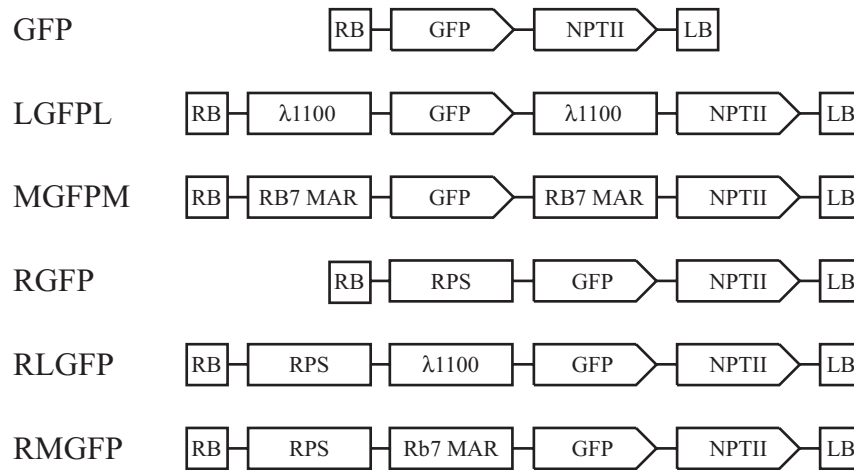 GFP RB GFP NPTII LB
LGFPL RB λ1100 GFP λ1100 NPTII LB
MGFPM RB RB7 MAR GFP RB7 MAR NPTII LB
RGFP RB RPS GFP NPTII LB
RLGFP RB RPS λ1100 GFP NPTII LB
RMGFP RB RPS Rb7 MAR GFP NPTII LB